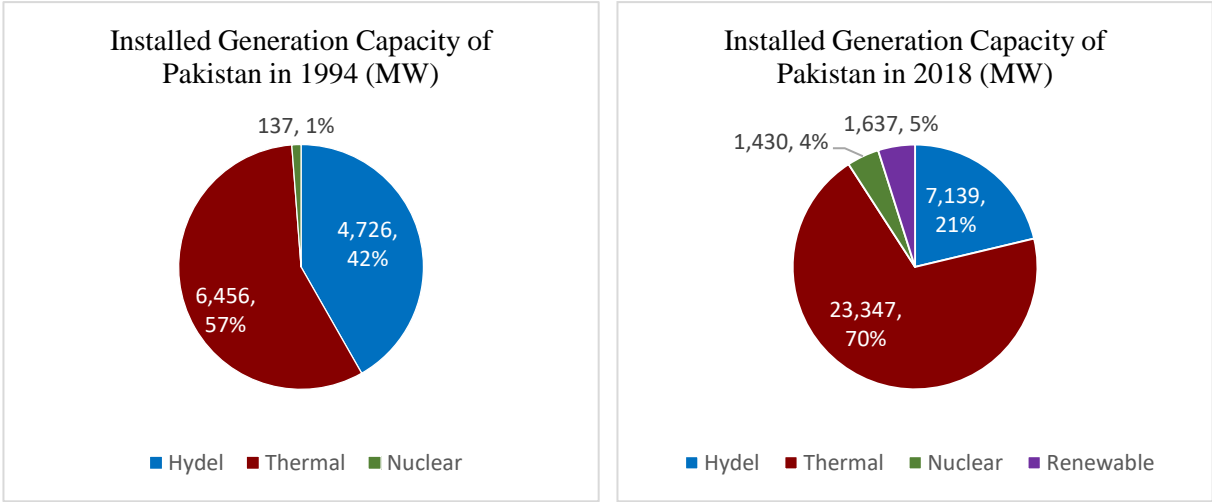 Installed Generation Capacity of
Pakistan in 1994 (MW)
137, 1%
4,726,
42%
6,456,
57%
Hydel Thermal Nuclear
Installed Generation Capacity of
Pakistan in 2018 (MW)
1,637, 5%
1,430, 4%
7,139,
21%
23,347,
70%
Hydel Thermal Nuclear Renewable